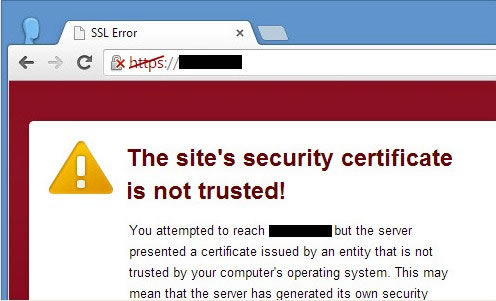 SSL Error
https://
The site's security certificate
is not trusted!
You attempted to reach but the server
presented a certificate issued by an entity that is not
trusted by your computer's operating system. This may
mean that the server has generated its own security